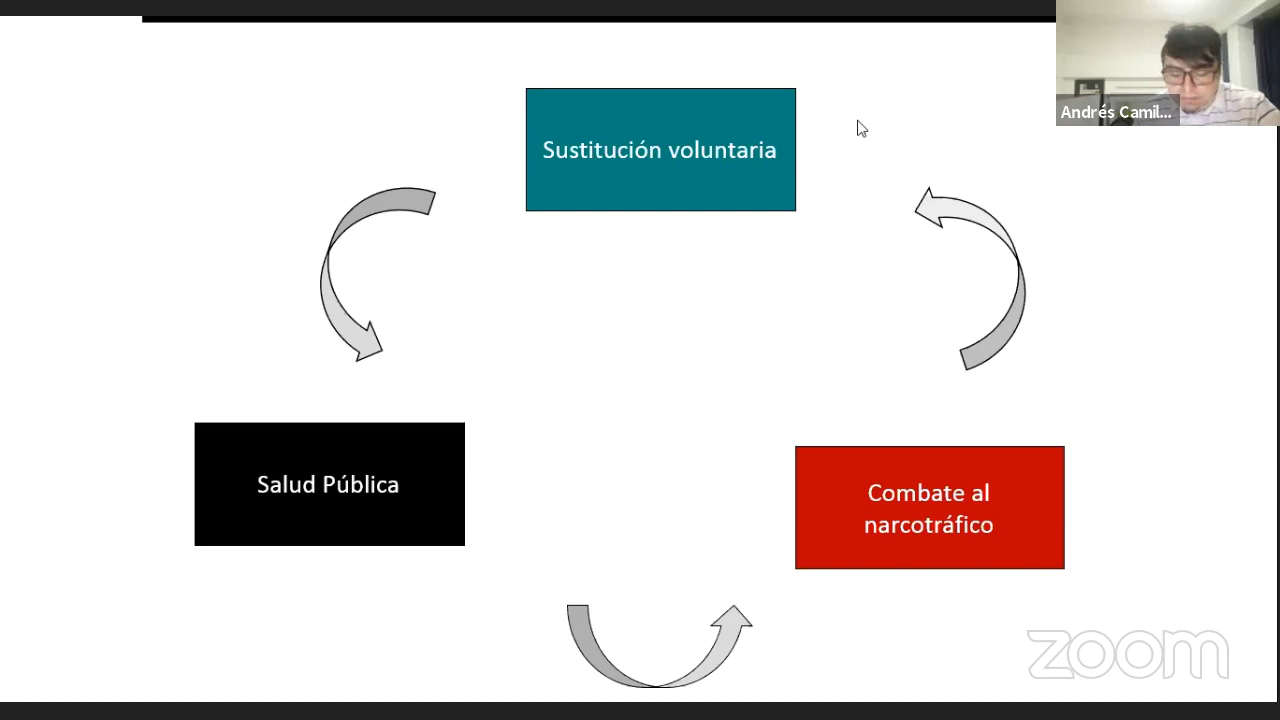 Sustitución voluntaria
Andrés Camil...
Salud Pública
Combate al
narcotráfico
zoom